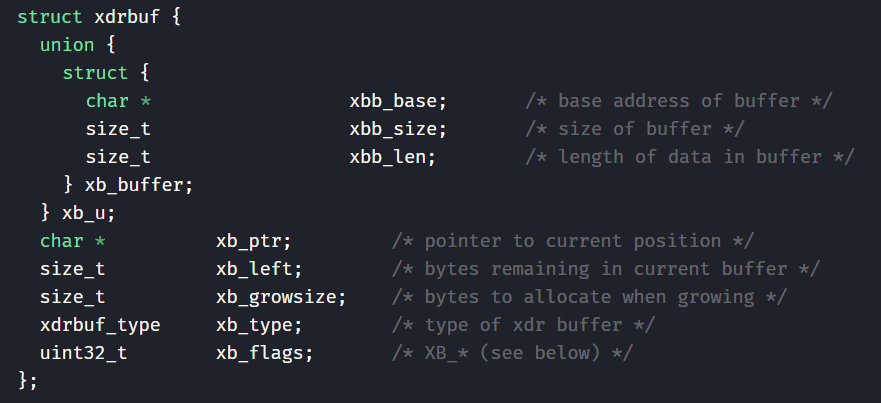 struct xdrbuf {
  union {
    struct {
      char *                 xbb_base;       /* base address of buffer */
      size_t                 xbb_size;       /* size of buffer */
      size_t                 xbb_len;        /* length of data in buffer */
    } xb_buffer;
  } xb_u;
  char *          xb_ptr;         /* pointer to current position */
  size_t          xb_left;        /* bytes remaining in current buffer */
  size_t          xb_growsize;    /* bytes to allocate when growing */
  xdrbuf_type     xb_type;        /* type of xdr buffer */
  uint32_t        xb_flags;       /* XB_* (see below) */
};